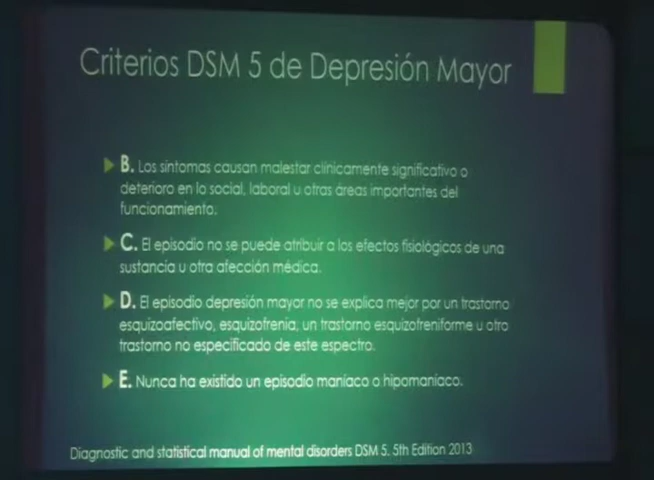 Criterios DSM 5 de Depresión Mayor
B. Los síntomas causan malestar clínicamente significativo o
deterioro en lo social, laboral u otras áreas importantes del
funcionamiento.
C. El episodio no se puede atribuir a los efectos fisiológicos de una
sustancia u otra afección médica.
D. El episodio depresión mayor no se explica mejor por un trastorno
esquizoafectivo, esquizofrenia, un trastorno esquizofreniforme u otro
trastorno no especificado de este espectro.
E. Nunca ha existido un episodio maníaco o hipomaníaco.
Diagnostic and statistical manual of mental disorders DSM 5. 5th Edition 2013